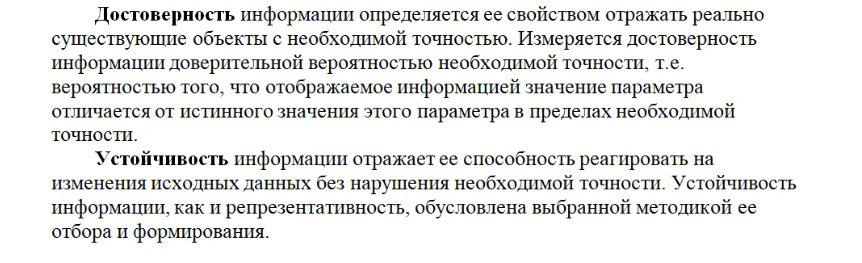 Достоверность информации определяется ее свойством отражать реально
существующие объекты с необходимой точностью. Измеряется достоверность
информации доверительной вероятностью необходимой точности, т.е.
вероятностью того, что отображаемое информацией значение параметра
отличается от истинного значения этого параметра в пределах необходимой
точности.
Устойчивость информации отражает ее способность реагировать на
изменения исходных данных без нарушения необходимой точности. Устойчивость
информации, как и репрезентативность, обусловлена выбранной методикой ее
отбора и формирования.